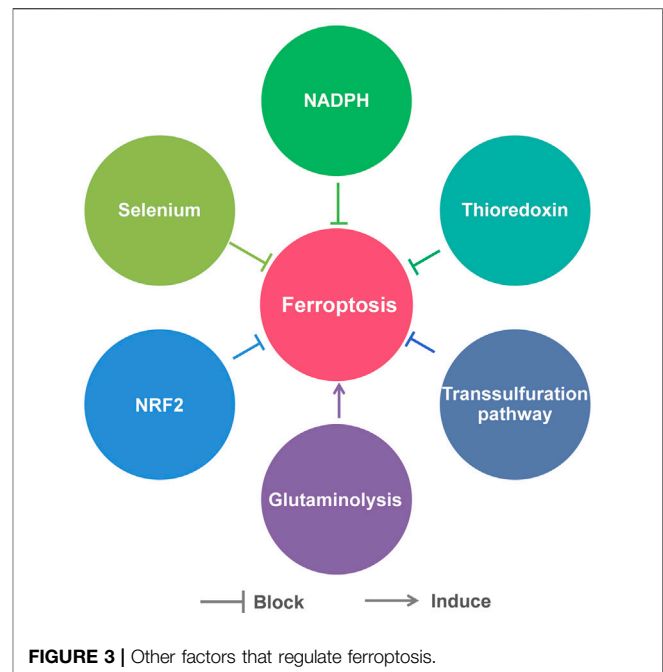 NADPH
Selenium
Thioredoxin
Ferroptosis
NRF2
Transsulfuration
pathway
Glutaminolysis
Block
Induce
FIGURE 3 | Other factors that regulate ferroptosis.